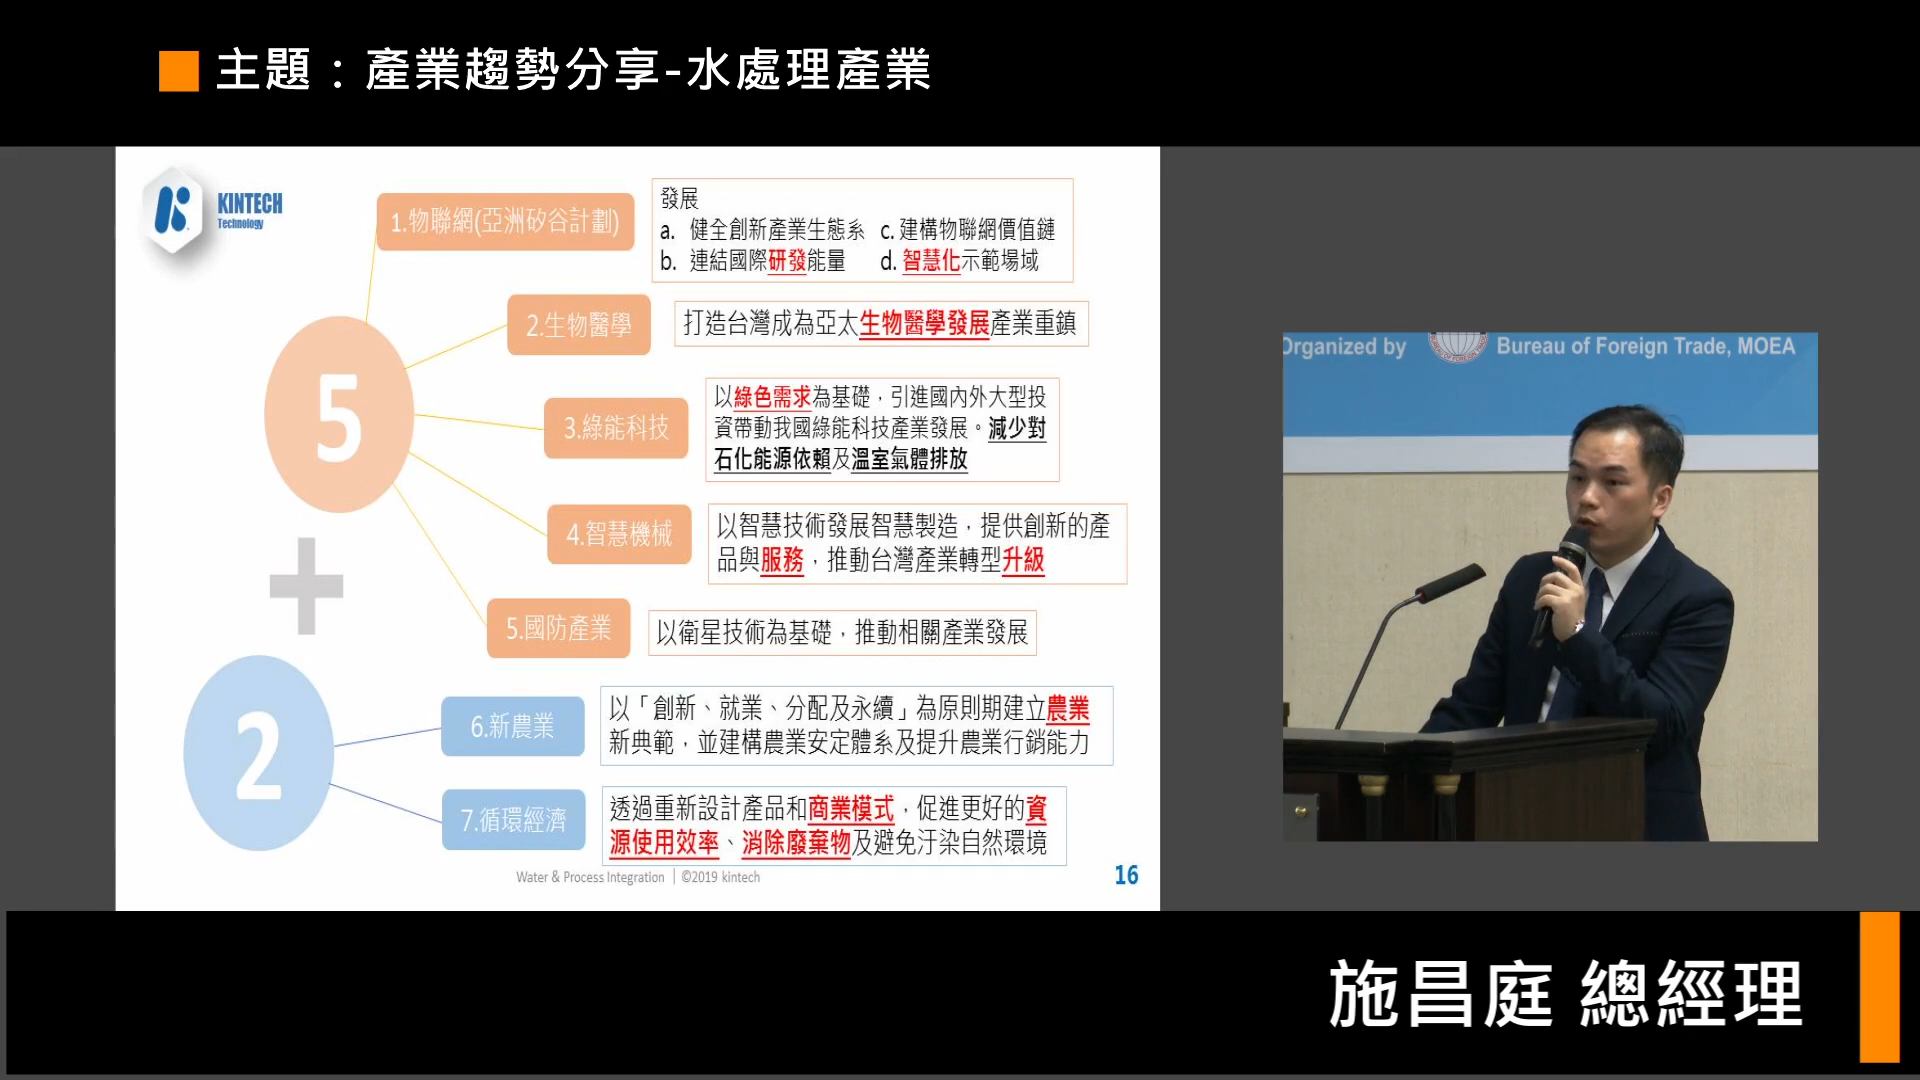 主題：產業趨勢分享-水處理產業
KINTECH
Technology
1.物聯網(亞洲矽谷計劃)
發展
a. 健全創新產業生態系 c. 建構物聯網價值鏈
b. 連結國際研發能量 d. 智慧化示範場域
2.生物醫學
打造台灣成為亞太生物醫學發展產業重鎮
5
3.綠能科技
以綠色需求為基礎，引進國內外大型投
資帶動我國綠能科技產業發展。減少對
石化能源依賴及溫室氣體排放
4.智慧機械
以智慧技術發展智慧製造，提供創新的產
品與服務，推動台灣產業轉型升級
+
5.國防產業
以衛星技術為基礎，推動相關產業發展
2
6.新農業
以「創新、就業、分配及永續」為原則期建立農業
新典範，並建構農業安定體系及提升農業行銷能力
7.循環經濟
透過重新設計產品和商業模式，促進更好的資
源使用效率、消除廢棄物及避免汙染自然環境
Water & Process Integration | ©2019 kintech
16
Organized by Bureau of Foreign Trade, MOEA
施昌庭 總經理